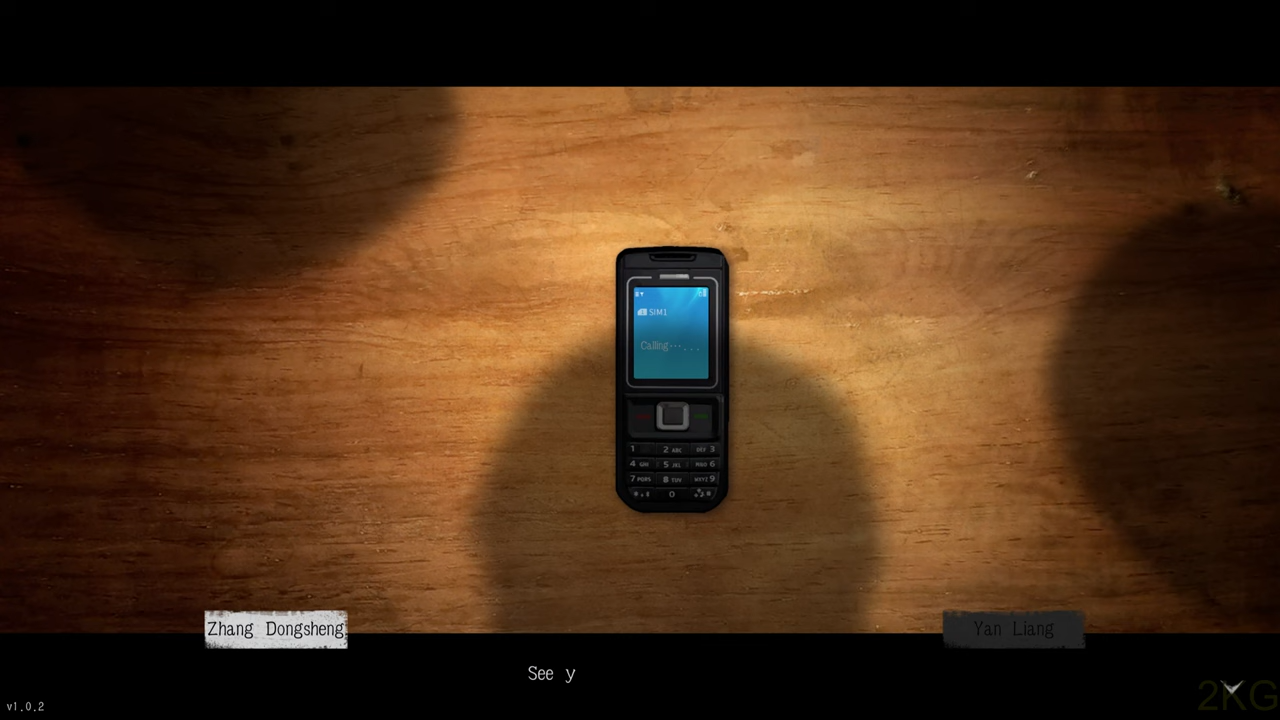 SIM1
Calling...
1 2 ABC DEF 3
4 GHI 5 JKL MNO 6
7 PQRS 8 TUV WXYZ 9
0
Zhang Dongsheng
Yan Liang
See y
v1.0.2
2KG